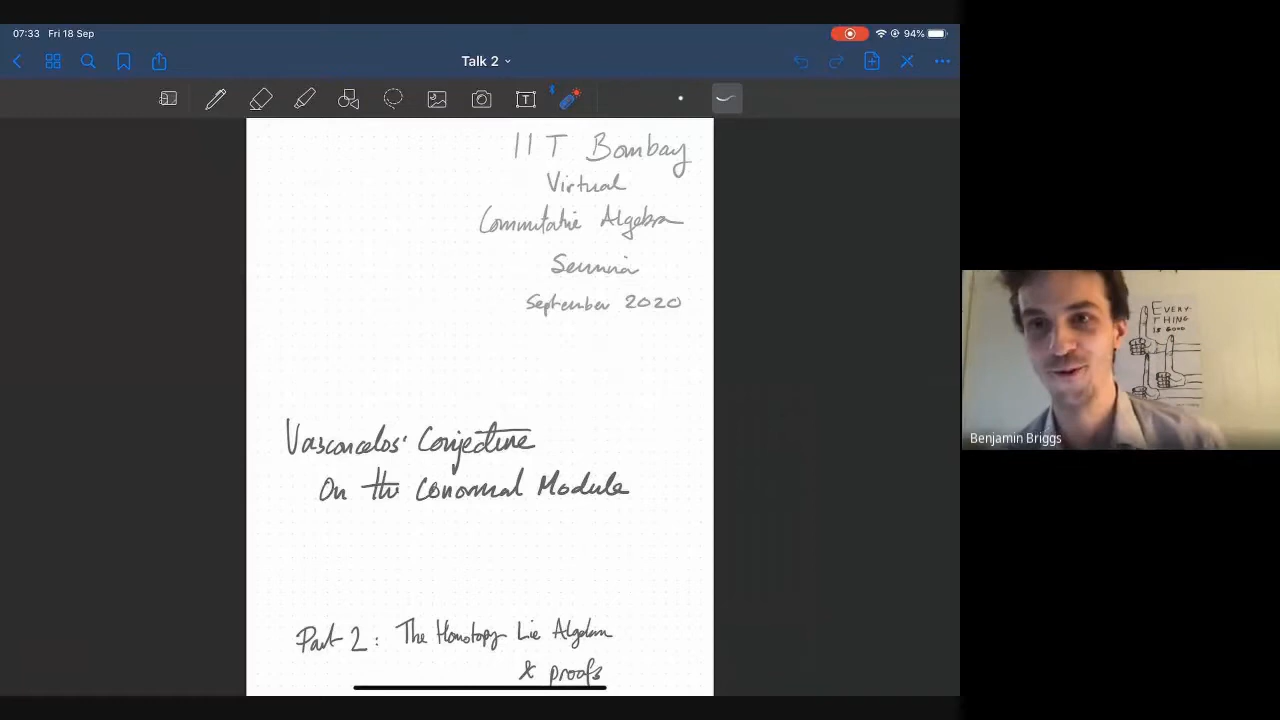 07:33 Fri 18 Sep
94%
Talk 2
T
IIT Bombay
Virtual
Commutative Algebra
Seminar
September 2020
Vasconcelos' Conjecture
On the Conormal Module
Part 2: The Homotopy Lie Algebra
& proofs
EVERY-
THING
IS GOOD
Benjamin Briggs